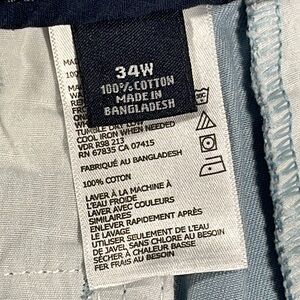 34W
100% COTTON
MADE IN
BANGLADESH
TUMBLE DRY LOW
COOL IRON WHEN NEEDED
VDR R98 213
RN 67835 CA 07415
FABRIQUÉ AU BANGLADESH
100% COTON
LAVER À LA MACHINE À
L'EAU FROIDE
LAVER AVEC COULEURS
SIMILAIRES
ENLEVER RAPIDEMENT APRÈS
LE LAVAGE
UTILISER SEULEMENT DE L'EAU
DE JAVEL SANS CHLORE AU BESOIN
SÉCHER À CHALEUR BASSE
FER FRAIS AU BESOIN